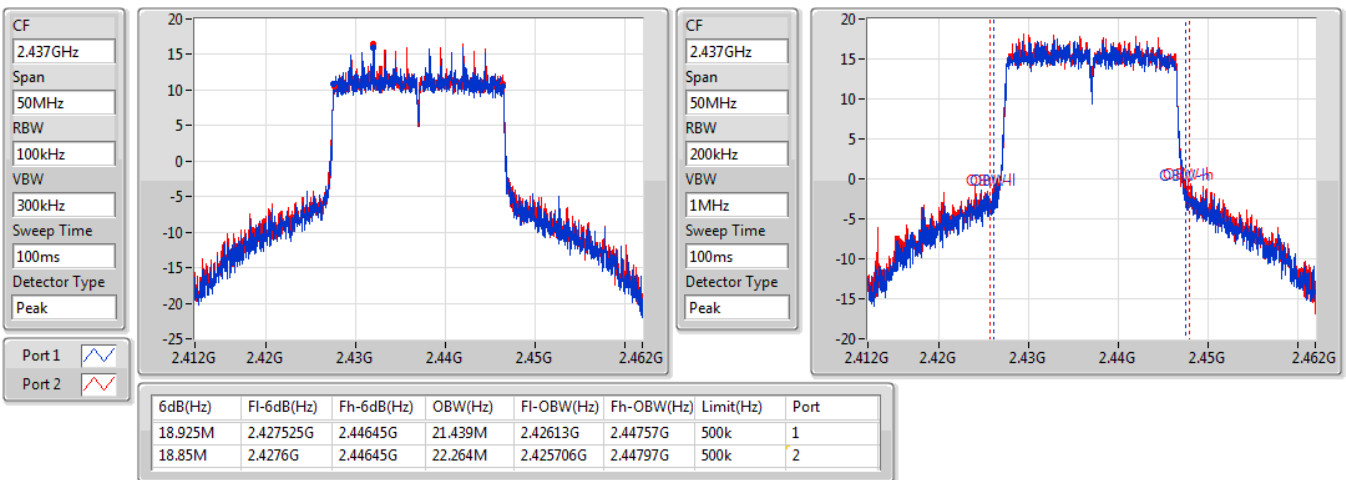 CF
2.437GHz
Span
50MHz
RBW
100kHz
VBW
300kHz
Sweep Time
100ms
Detector Type
Peak
20
15
10
5
0
-5
-10
-15
-20
-25
2.412G 2.42G 2.43G 2.44G 2.45G 2.462G
Port 1
Port 2
CF
2.437GHz
Span
50MHz
RBW
200kHz
VBW
1MHz
Sweep Time
100ms
Detector Type
Peak
20
15
10
5
0
-5
-10
-15
-20
2.412G 2.42G 2.43G 2.44G 2.45G 2.462G
6dB(Hz) Fl-6dB(Hz) Fh-6dB(Hz) OBW(Hz) Fl-OBW(Hz) Fh-OBW(Hz) Limit(Hz) Port
18.925M 2.427525G 2.44645G 21.439M 2.42613G 2.44757G 500k 1
18.85M 2.4276G 2.44645G 22.264M 2.425706G 2.44797G 500k 2